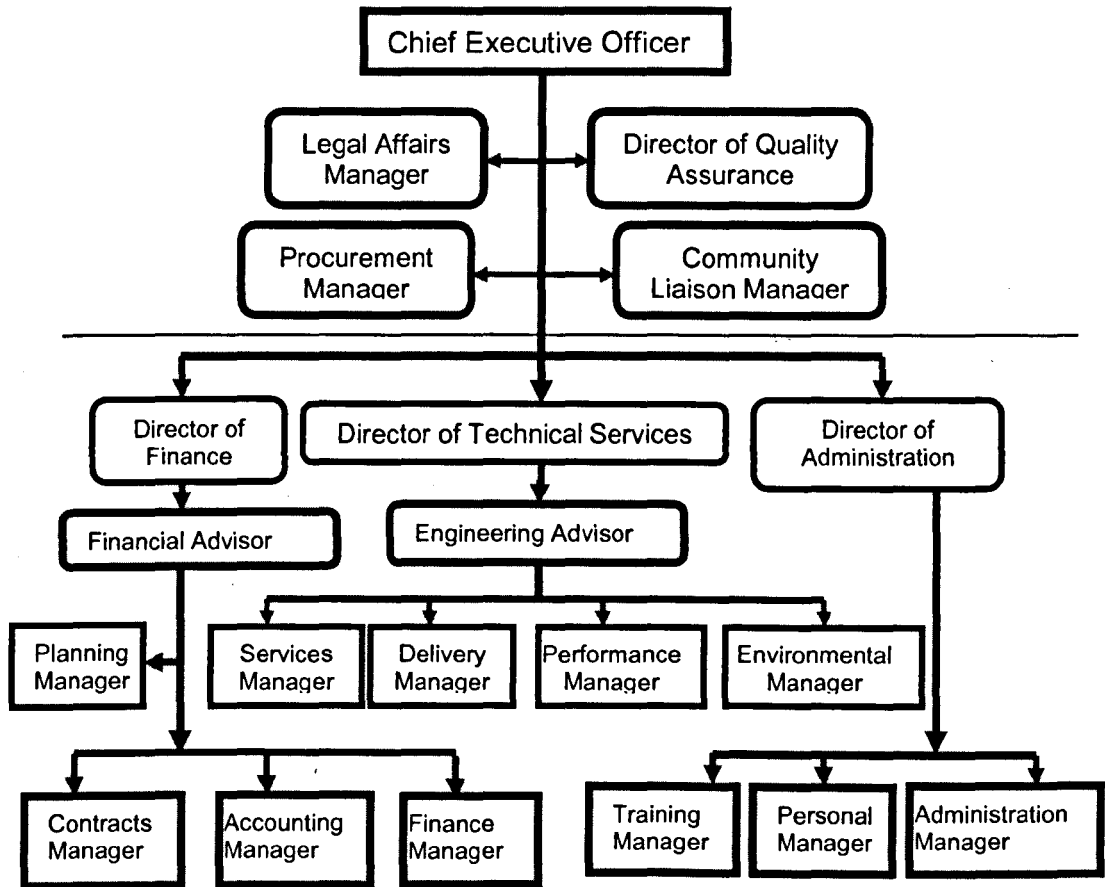 Chief Executive Officer
Legal Affairs
Manager
Director of Quality
Assurance
Procurement
Manager
Community
Liaison Manager
Director of
Finance
Director of Technical Services
Director of
Administration
Financial Advisor
Engineering Advisor
Planning
Manager
Services
Manager
Delivery
Manager
Performance
Manager
Environmental
Manager
Contracts
Manager
Accounting
Manager
Finance
Manager
Training
Manager
Personal
Manager
Administration
Manager